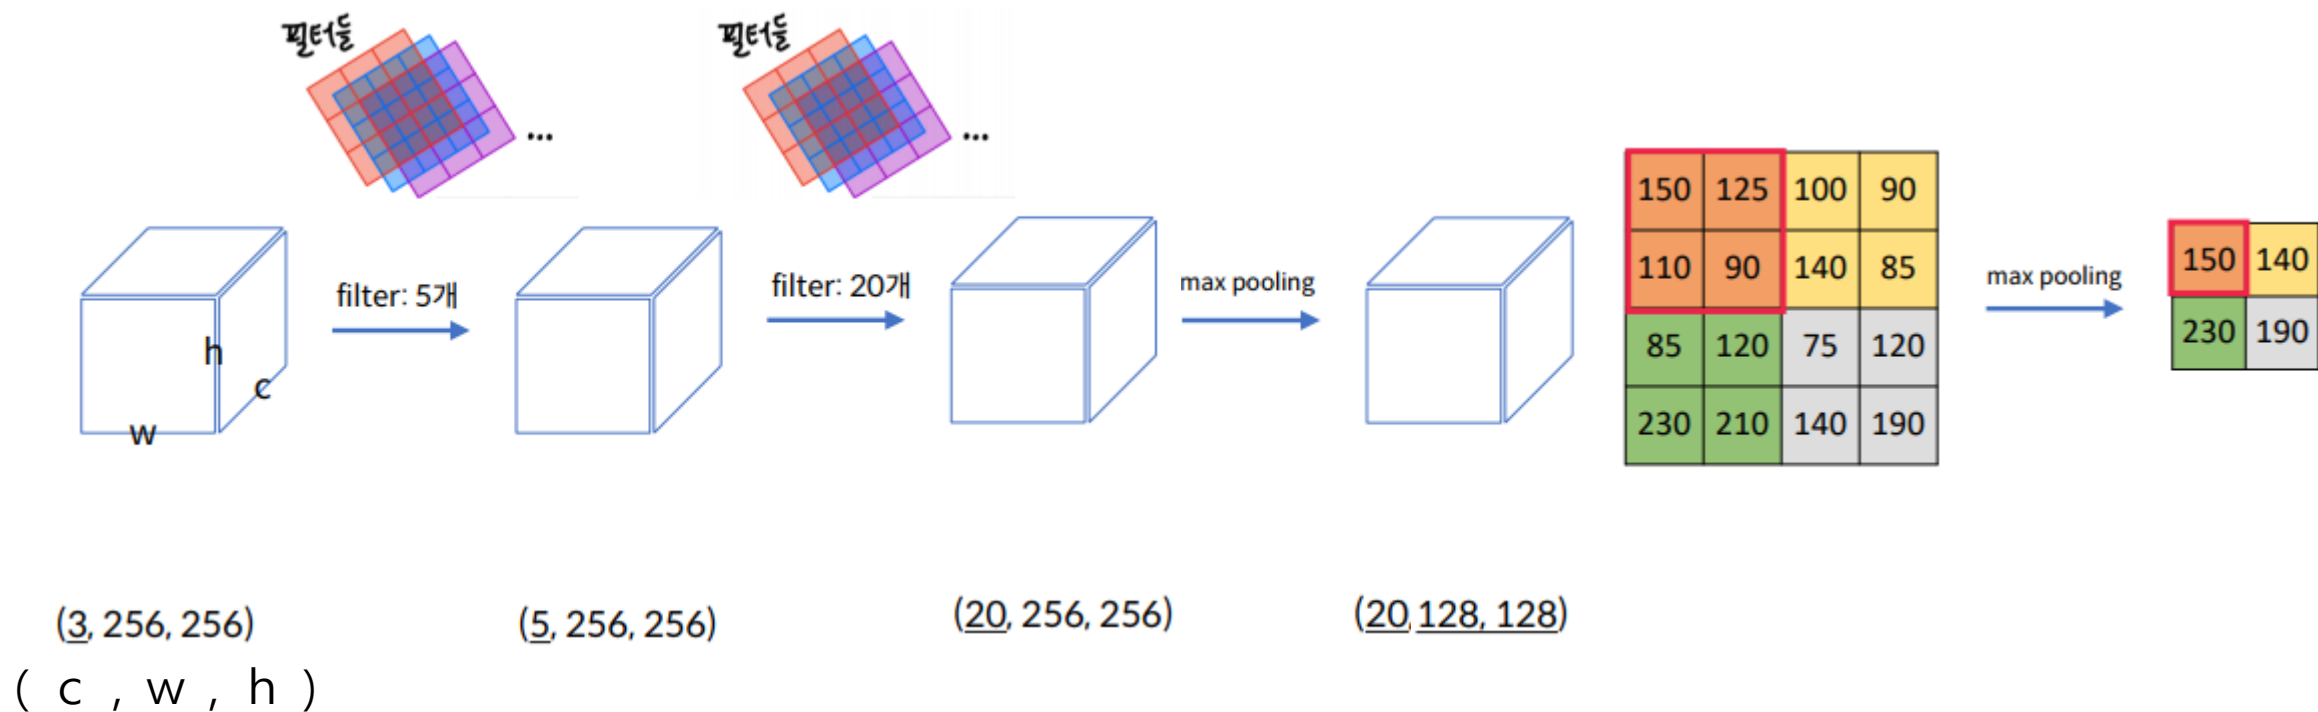 필터들
...
필터들
...
h
c
w
filter: 5개
filter: 20개
max pooling
150 125 100 90
110 90 140 85
85 120 75 120
230 210 140 190
max pooling
150 140
230 190
(3, 256, 256)
(5, 256, 256)
(20, 256, 256)
(20, 128, 128)
( c , w , h )